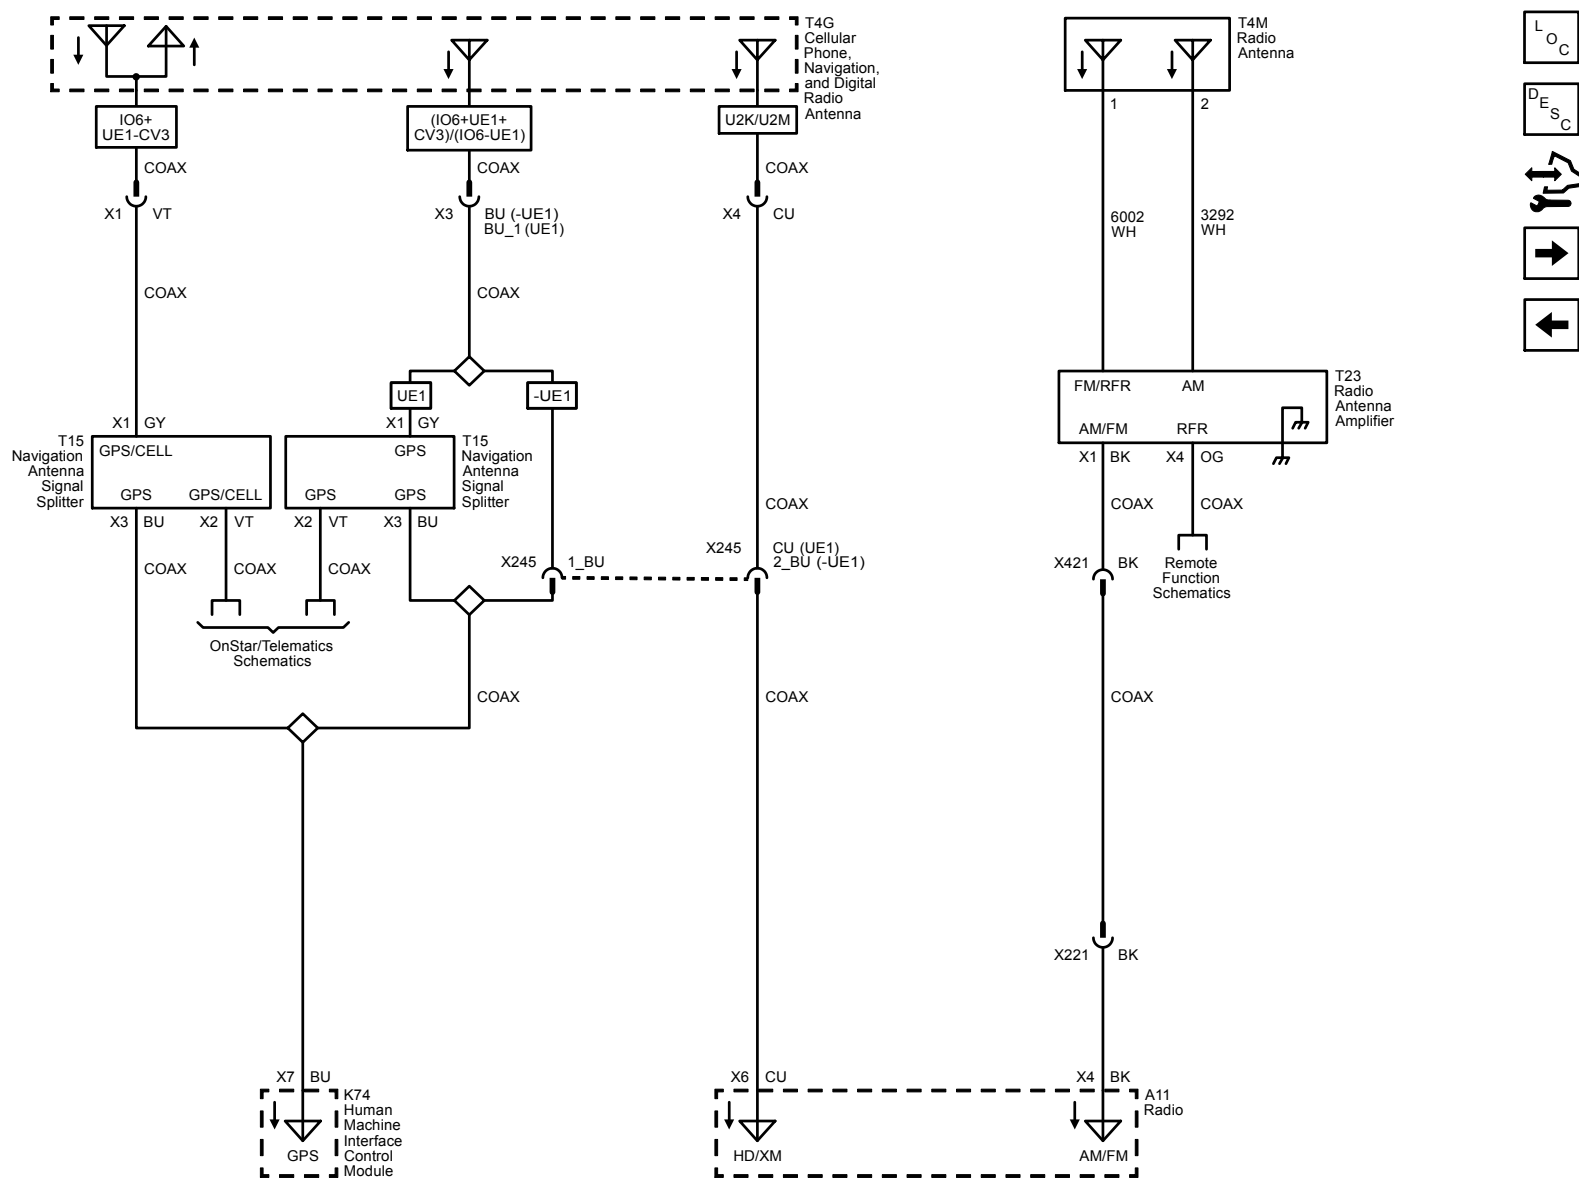 T4G
Cellular
Phone,
Navigation,
and Digital
Radio
Antenna
T4M
Radio
Antenna
L
O
C
D
E
S
C
IO6+
UE1-CV3
(IO6+UE1+
CV3)/(IO6-UE1)
U2K/U2M
1
2
COAX
COAX
COAX
X1
VT
X3
BU (-UE1)
BU_1 (UE1)
X4
CU
6002
WH
3292
WH
COAX
COAX
UE1
-UE1
FM/RFR
AM
T23
Radio
Antenna
Amplifier
AM/FM
RFR
X1
GY
X1
GY
T15
Navigation
Antenna
Signal
Splitter
GPS/CELL
GPS
GPS/CELL
GPS
GPS
GPS
T15
Navigation
Antenna
Signal
Splitter
X1
BK
X4
OG
COAX
COAX
COAX
X3
BU
X2
VT
X2
VT
X3
BU
X245
1_BU
X245
CU (UE1)
2_BU (-UE1)
X421
BK
Remote
Function
Schematics
COAX
COAX
COAX
OnStar/Telematics
Schematics
COAX
COAX
COAX
X221
BK
X7
BU
X6
CU
X4
BK
K74
Human
Machine
Interface
Control
Module
GPS
HD/XM
AM/FM
A11
Radio